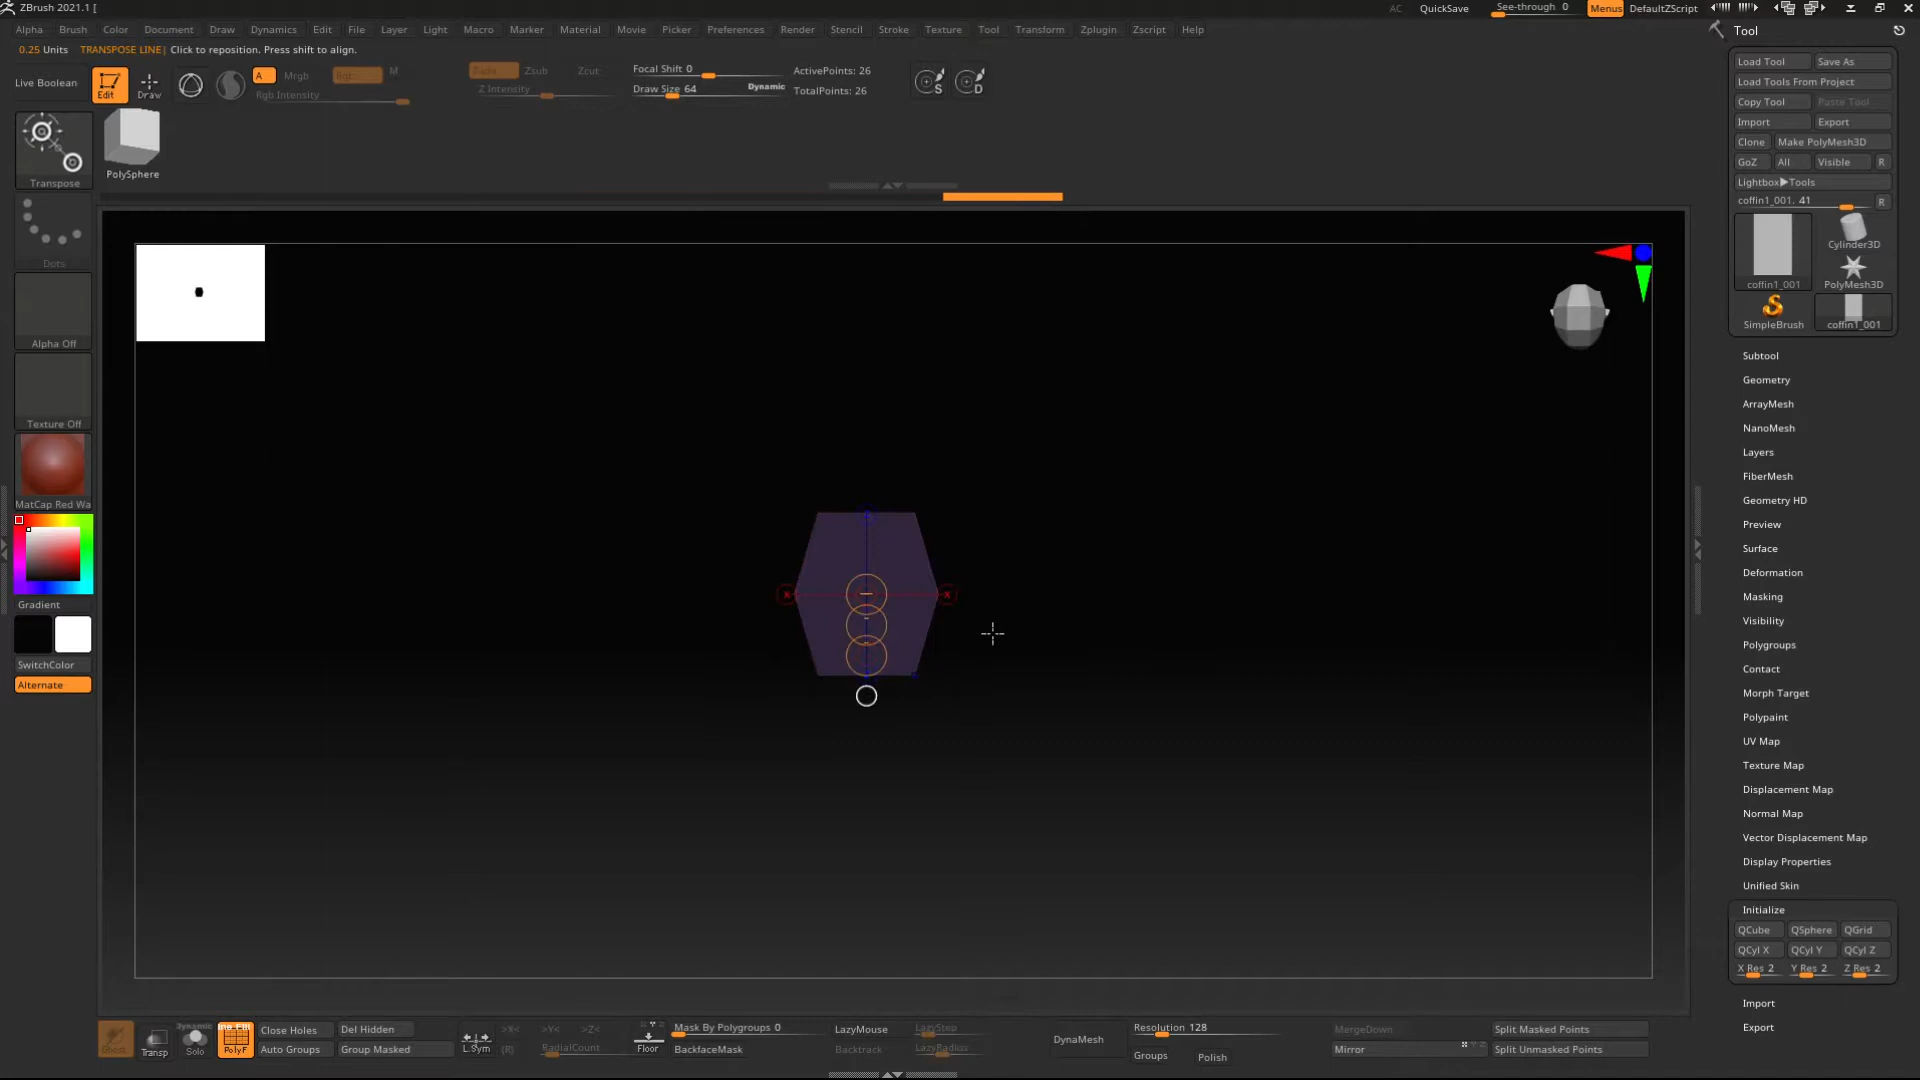 ZBrush 2021.1 [
AC QuickSave See-through 0 Menus DefaultZScript
Alpha Brush Color Document Draw Dynamics Edit File Layer Light Macro Marker Material Movie Picker Preferences Render Stencil Stroke Texture Tool Transform Zplugin Zscript Help
0.25 Units TRANSPOSE LINE| Click to reposition. Press shift to align.
Live Boolean
Edit
Draw
A Mrgb Rgb M
Rgb Intensity
Zadd Zsub Zcut
Z Intensity
Focal Shift 0
Draw Size 64 Dynamic
ActivePoints: 26
TotalPoints: 26
S
D
Transpose
PolySphere
Dots
Alpha Off
Texture Off
MatCap Red Wa
Gradient
SwitchColor
Alternate
x x
Tool
Load Tool Save As
Load Tools From Project
Copy Tool Paste Tool
Import Export
Clone Make PolyMesh3D
GoZ All Visible R
Lightbox▶Tools
coffin1_001. 41 R
coffin1_001
Cylinder3D
PolyMesh3D
SimpleBrush
coffin1_001
Subtool
Geometry
ArrayMesh
NanoMesh
Layers
FiberMesh
Geometry HD
Preview
Surface
Deformation
Masking
Visibility
Polygroups
Contact
Morph Target
Polypaint
UV Map
Texture Map
Displacement Map
Normal Map
Vector Displacement Map
Display Properties
Unified Skin
Initialize
QCube QSphere QGrid
QCyl X QCyl Y QCyl Z
X Res 2 Y Res 2 Z Res 2
Import
Export
Ghost
Transp
Dynamic
Solo
PolyF
Close Holes Del Hidden
Auto Groups Group Masked
L.Sym
>X< >Y< >Z<
(R) RadialCount
Floor
Mask By Polygroups 0
BackfaceMask
LazyMouse LazyStep
Backtrack LazyRadius
DynaMesh
Resolution 128
Groups Polish
MergeDown
Mirror
Split Masked Points
Split Unmasked Points